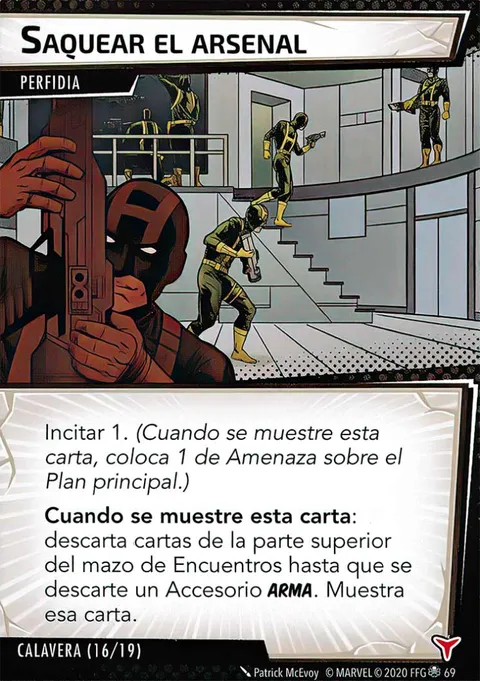 SAQUEAR EL ARSENAL
PERFIDIA
H
Incitar 1. (Cuando se muestre esta
carta, coloca 1 de Amenaza sobre el
Plan principal.)
Cuando se muestre esta carta:
descarta cartas de la parte superior
del mazo de Encuentros hasta que se
descarte un Accesorio ARMA. Muestra
esa carta.
CALAVERA (16/19)
Patrick McEvoy © MARVEL © 2020 FFG 69